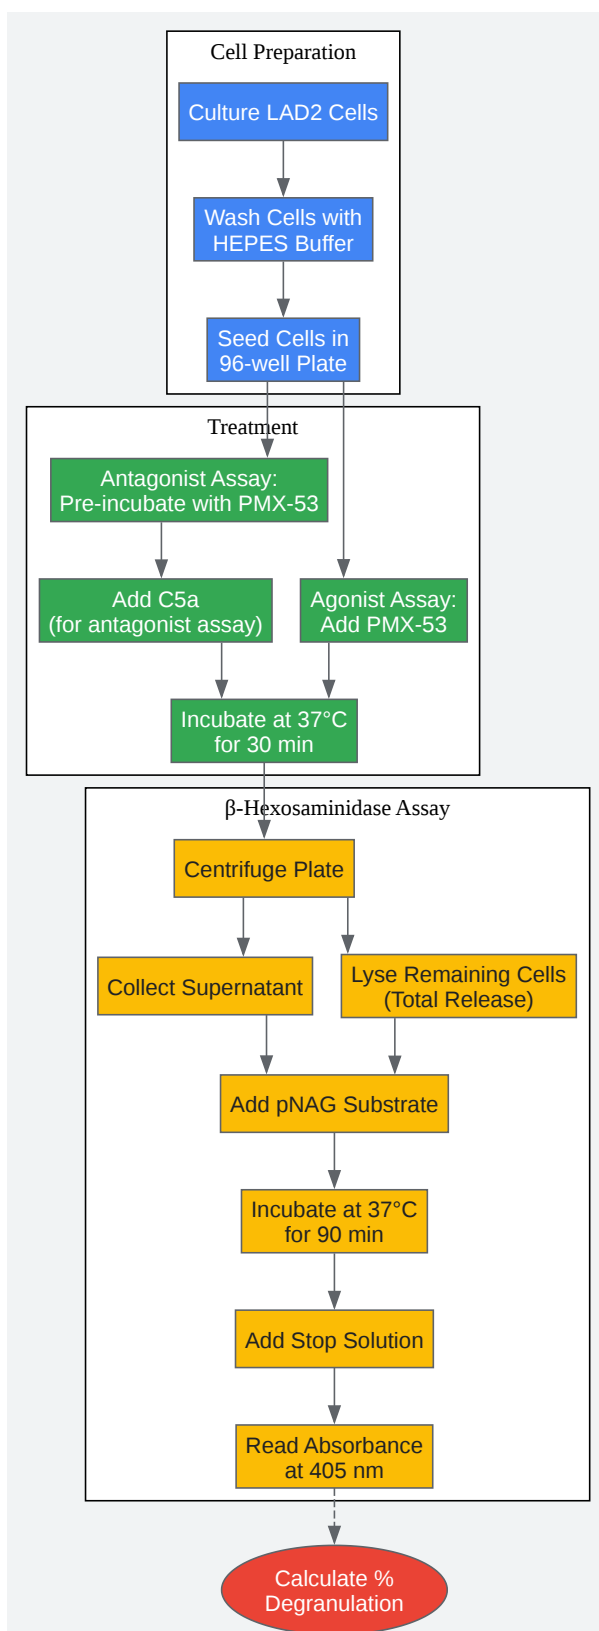 Cell Preparation
Culture LAD2 Cells
Wash Cells with
HEPES Buffer
Seed Cells in
96-well Plate
Treatment
Antagonist Assay:
Pre-incubate with PMX-53
Add C5a
(for antagonist assay)
Agonist Assay:
Add PMX-53
Incubate at 37°C
for 30 min
β-Hexosaminidase Assay
Centrifuge Plate
Collect Supernatant
Lyse Remaining Cells
(Total Release)
Add pNAG Substrate
Incubate at 37°C
for 90 min
Add Stop Solution
Read Absorbance
at 405 nm
Calculate %
Degranulation